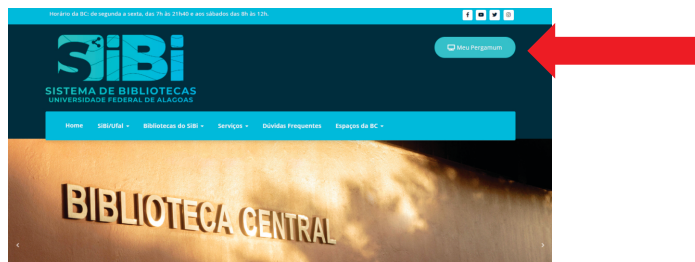 Horário da BC: de segunda a sexta, das 7h às 21h40 e aos sábados das 8h às 12h.
Meu Pergamum
SiBi
SISTEMA DE BIBLIOTECAS
UNIVERSIDADE FEDERAL DE ALAGOAS
Home SiBi/Ufal Bibliotecas do SiBi Serviços Dúvidas Frequentes Espaços da BC
BIBLIOTECA CENTRAL